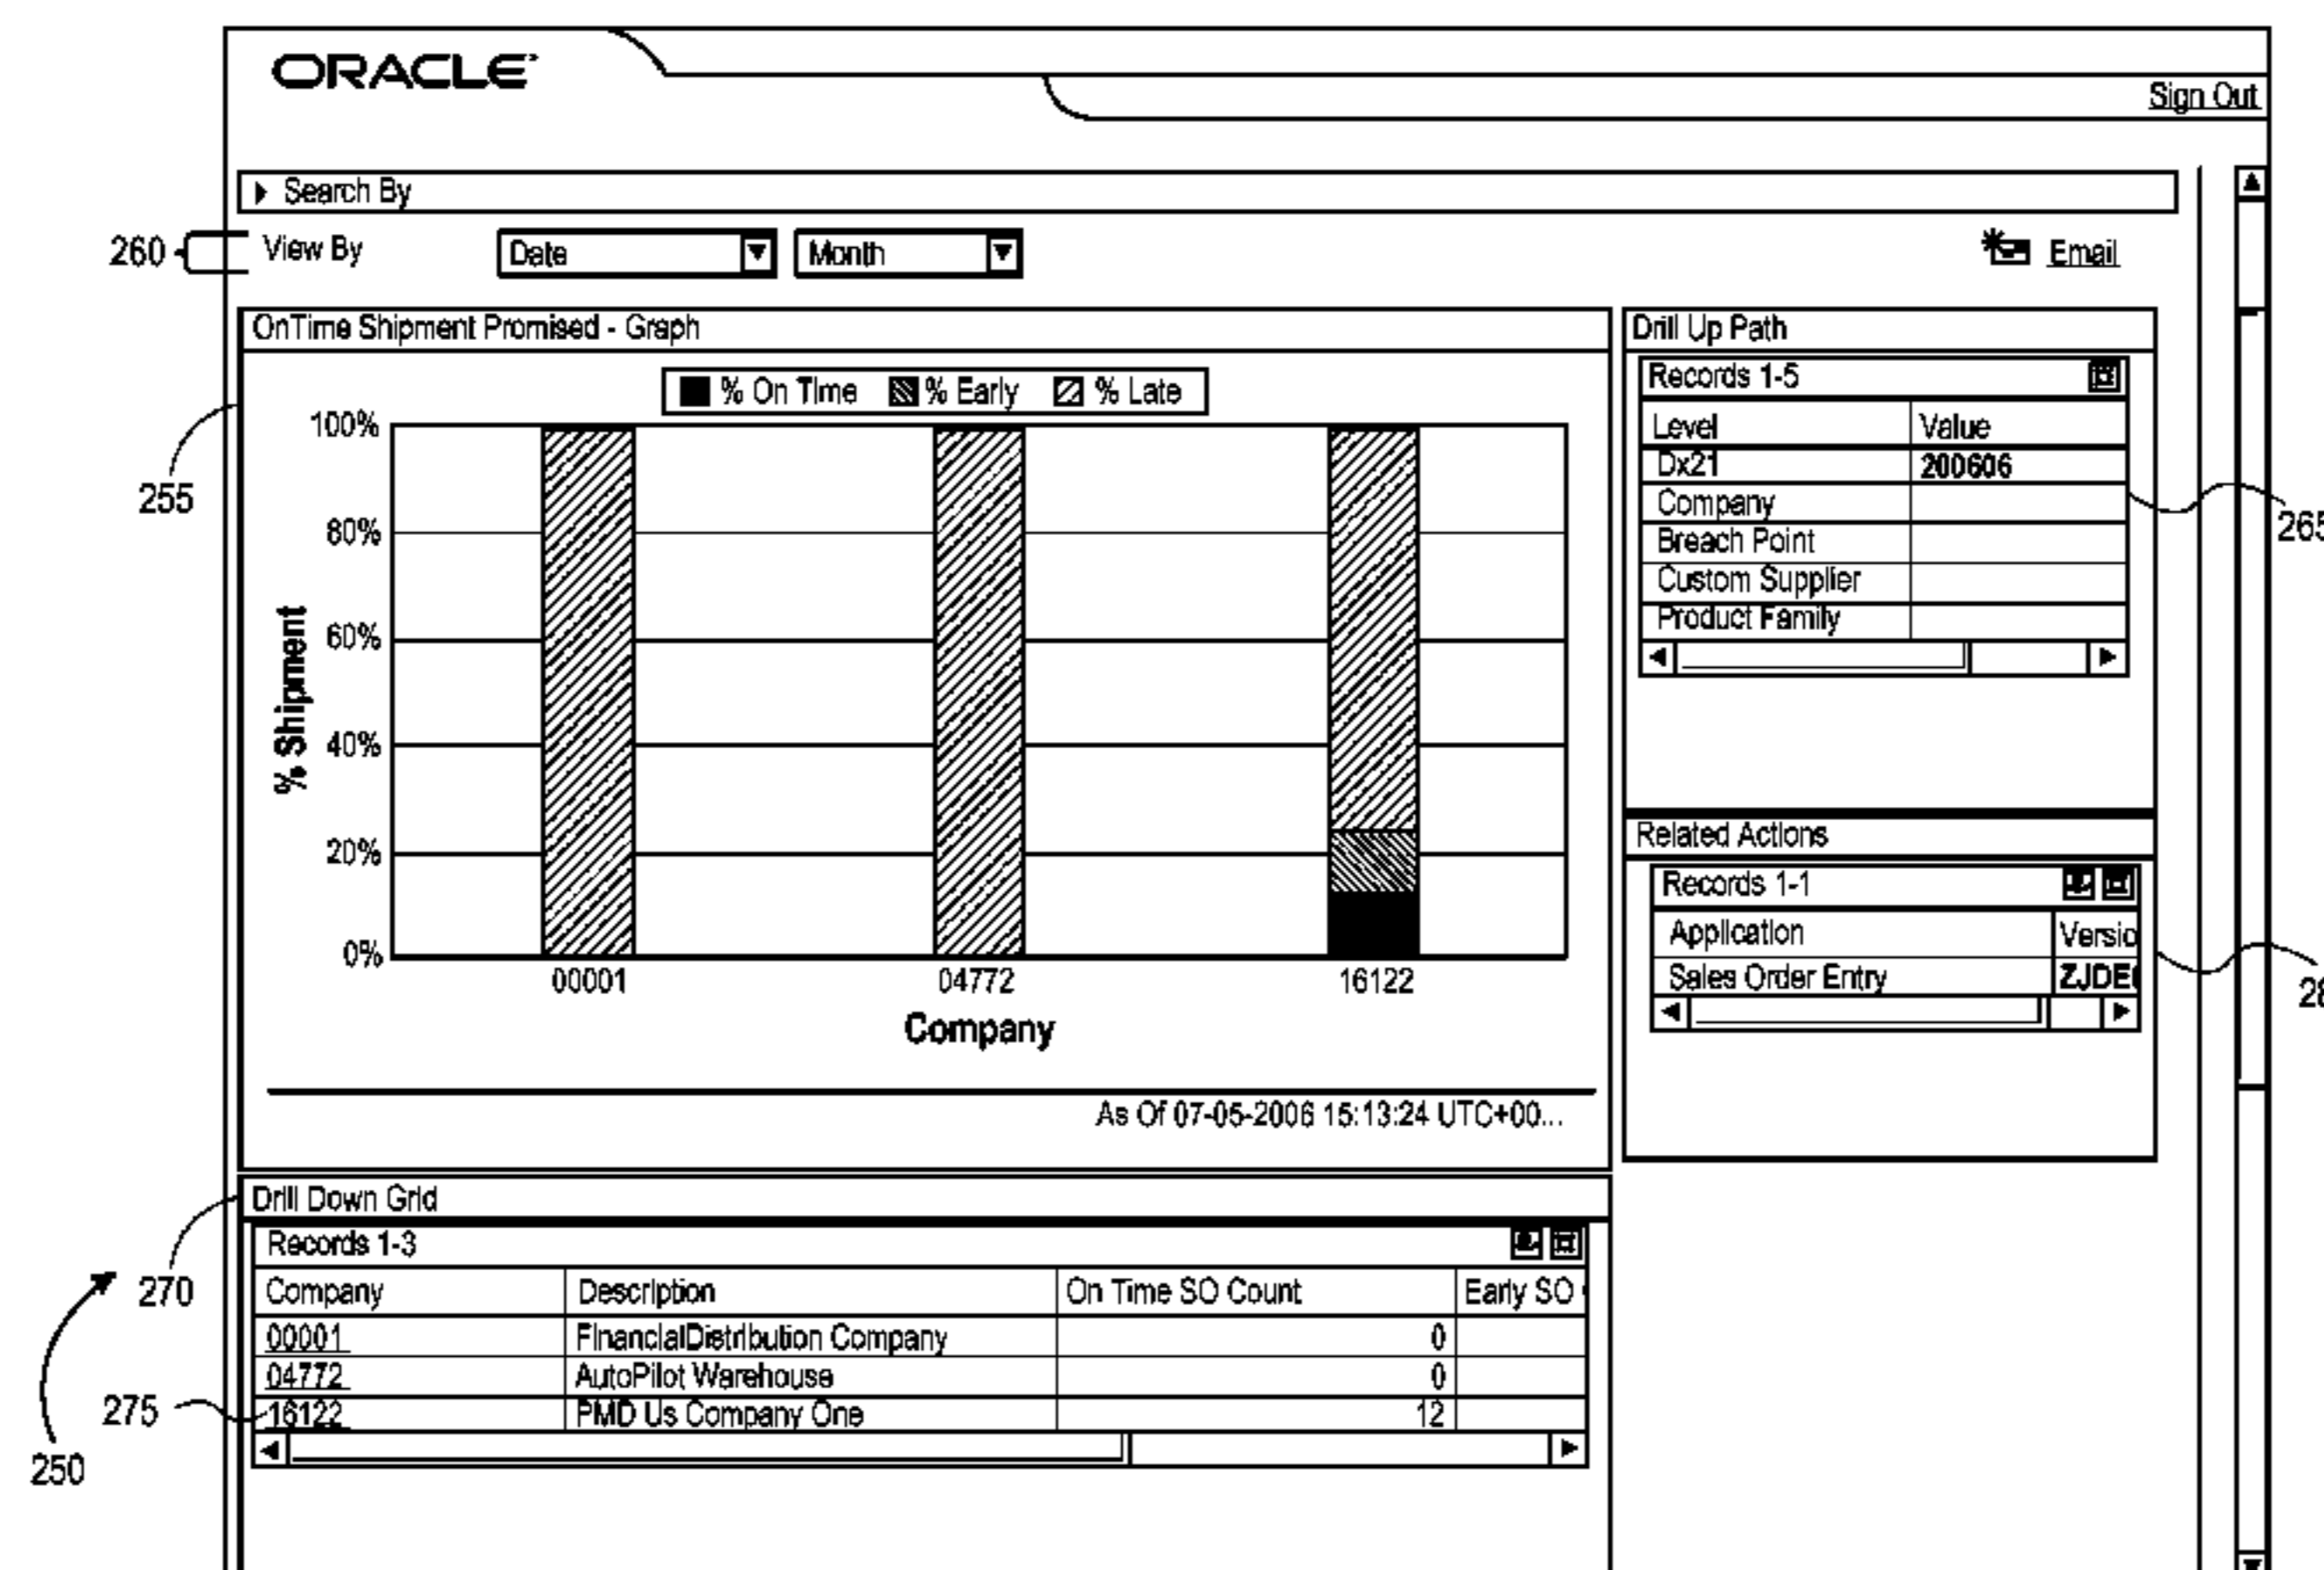 ORACLE
Sign Out
Search By
260
View By
Date
Month
Email
OnTime Shipment Promised - Graph
% On Time
% Early
% Late
255
100%
80%
60%
40%
20%
0%
% Shipment
00001
04772
16122
Company
As Of 07-05-2006 15:13:24 UTC+00...
Drill Up Path
Records 1-5
Level Value
Dx21 200606
Company
Breach Point
Custom Supplier
Product Family
265
Related Actions
Records 1-1
Application Versio
Sales Order Entry ZJDE
28
270
Drill Down Grid
Records 1-3
Company Description On Time SO Count Early SO
00001 FinancialDistribution Company 0
04772 AutoPilot Warehouse 0
275
16122 PMD Us Company One 12
250